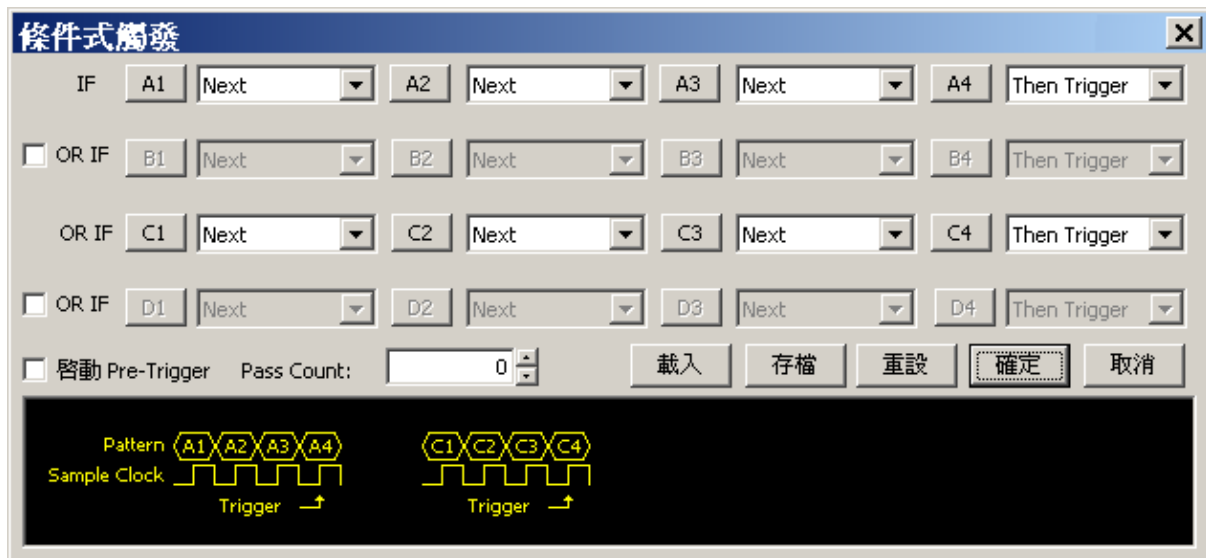 條件式觸發
IF A1 Next A2 Next A3 Next A4 Then Trigger
OR IF B1 Next B2 Next B3 Next B4 Then Trigger
OR IF C1 Next C2 Next C3 Next C4 Then Trigger
OR IF D1 Next D2 Next D3 Next D4 Then Trigger
啓動 Pre-Trigger Pass Count: 0 載入 存檔 重設 確定 取消
Pattern A1 A2 A3 A4 C1 C2 C3 C4
Sample Clock
Trigger Trigger